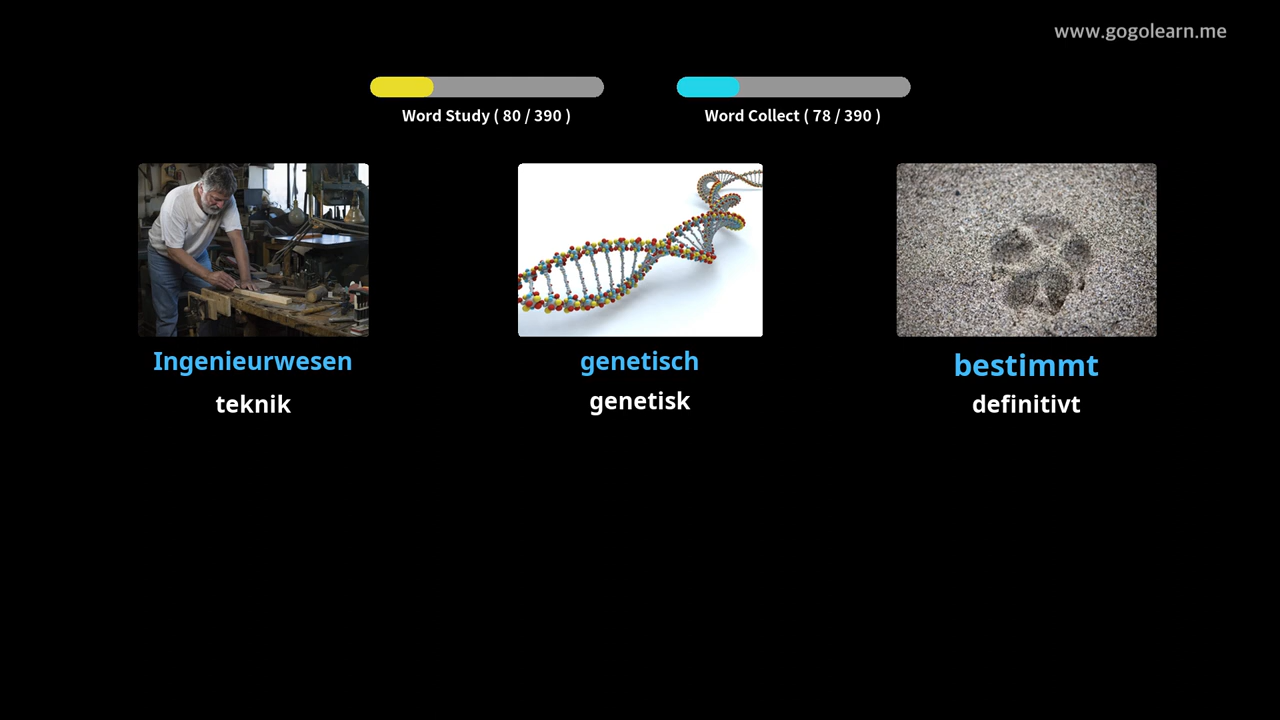 www.gogolearn.me
Word Study ( 80 / 390 )
Word Collect ( 78 / 390 )
Ingenieurwesen
teknik
genetisch
genetisk
bestimmt
definitivt